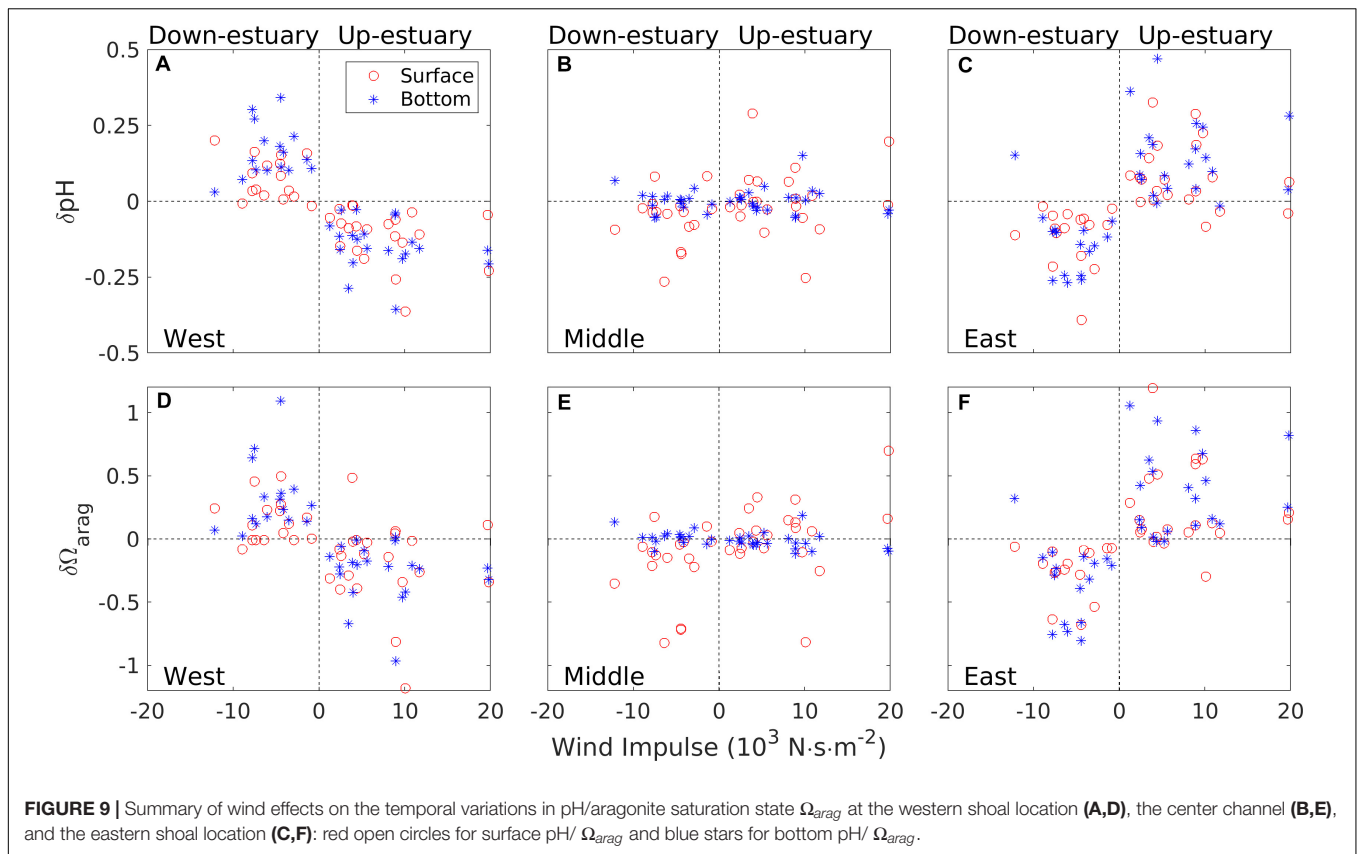 Down-estuary Up-estuary Down-estuary Up-estuary Down-estuary Up-estuary
0.5
0.25
0
-0.25
-0.5
δpH
A
Surface
Bottom
West
B
Middle
C
East
1
0.5
0
-0.5
-1
δΩarag
D
West
E
Middle
F
East
-20 -10 0 10 20 -20 -10 0 10 20 -20 -10 0 10 20
Wind Impulse (10³ N·s·m⁻²)
FIGURE 9 | Summary of wind effects on the temporal variations in pH/aragonite saturation state Ωarag at the western shoal location (A,D), the center channel (B,E),
and the eastern shoal location (C,F): red open circles for surface pH/ Ωarag and blue stars for bottom pH/ Ωarag.